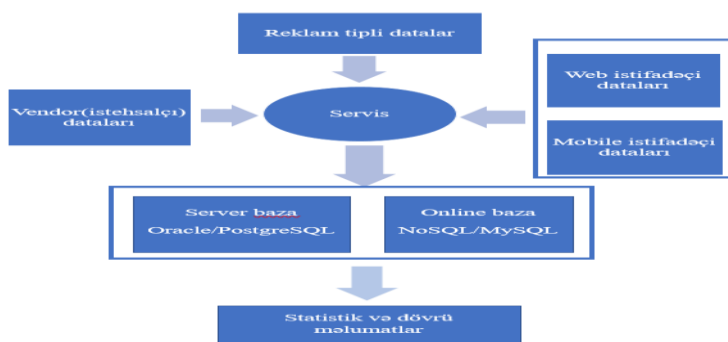 Reklam tipli datalar
Vendor(istehsalçı)
dataları
Servis
Web istifadəçi
dataları
Mobile istifadəçi
dataları
Server baza
Oracle/PostgreSQL
Online baza
NoSQL/MySQL
Statistik və dövrü
məlumatlar